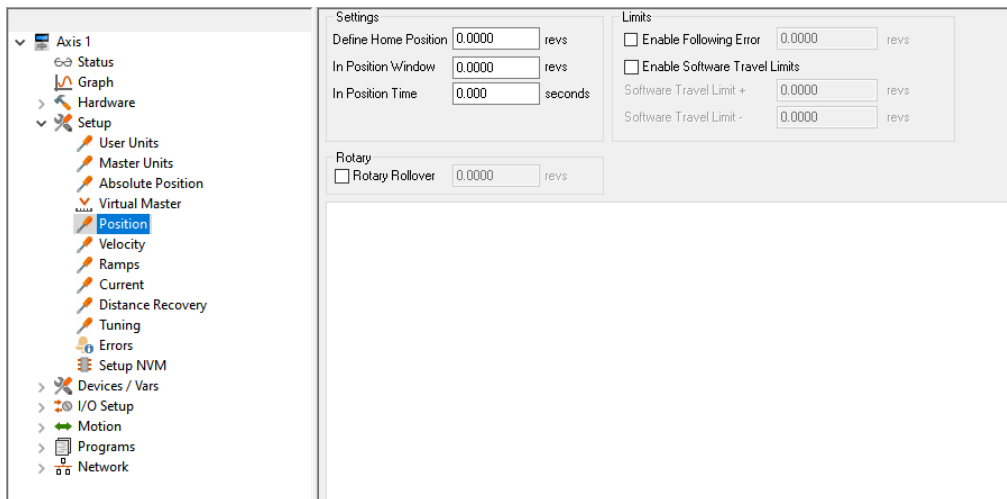 Axis 1
Status
Graph
Hardware
Setup
User Units
Master Units
Absolute Position
Virtual Master
Position
Velocity
Ramps
Current
Distance Recovery
Tuning
Errors
Setup NVM
Devices / Vars
I/O Setup
Motion
Programs
Network
Settings
Define Home Position 0.0000 revs
In Position Window 0.0000 revs
In Position Time 0.000 seconds
Limits
Enable Following Error 0.0000 revs
Enable Software Travel Limits
Software Travel Limit + 0.0000 revs
Software Travel Limit - 0.0000 revs
Rotary
Rotary Rollover 0.0000 revs